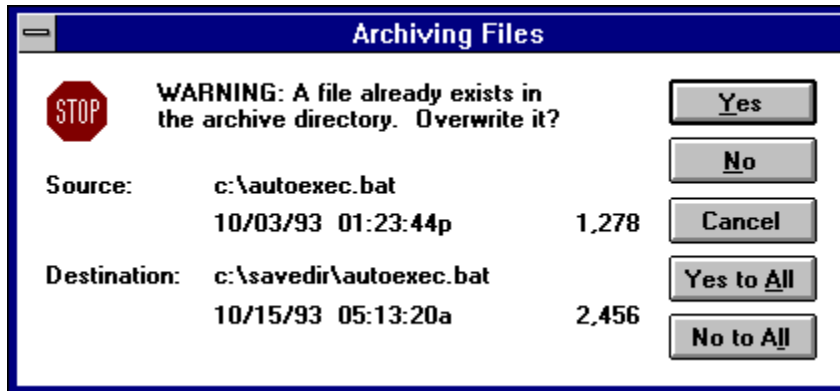 Archiving Files
STOP
WARNING: A file already exists in
the archive directory.  Overwrite it?
Source: c:\autoexec.bat
10/03/93 01:23:44p 1,278
Destination: c:\savedir\autoexec.bat
10/15/93 05:13:20a 2,456
Yes
No
Cancel
Yes to All
No to All